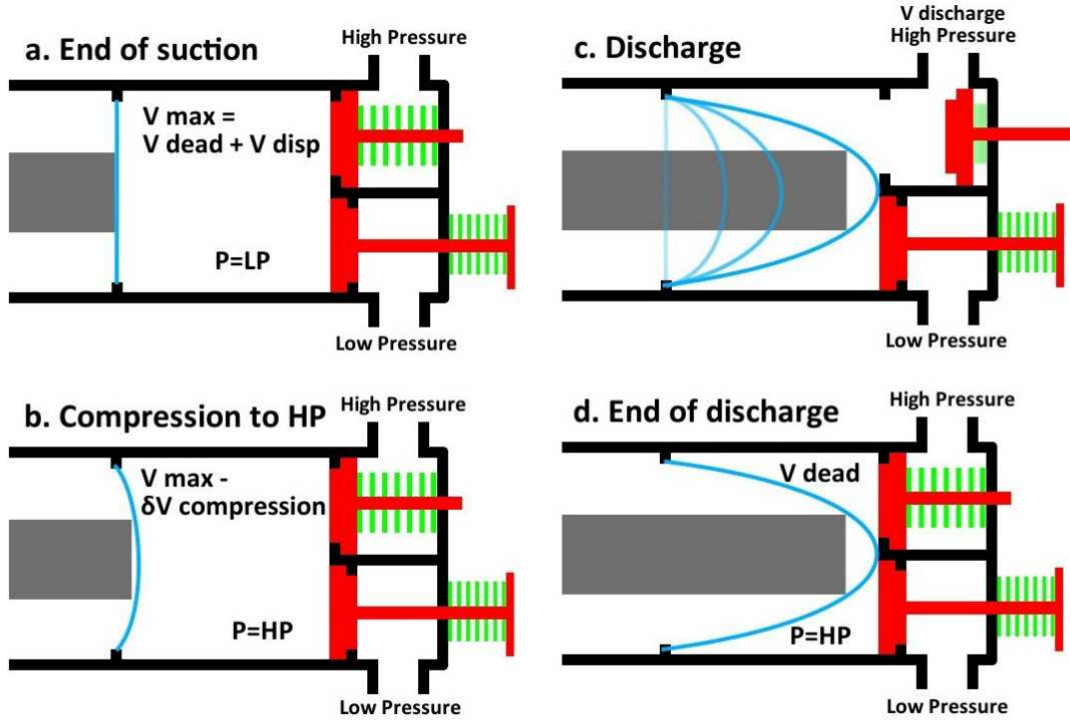 a. End of suction
High Pressure
V max =
V dead + V disp
P=LP
Low Pressure
b. Compression to HP
High Pressure
V max -
δV compression
P=HP
Low Pressure
c. Discharge
V discharge
High Pressure
Low Pressure
d. End of discharge
High Pressure
V dead
P=HP
Low Pressure